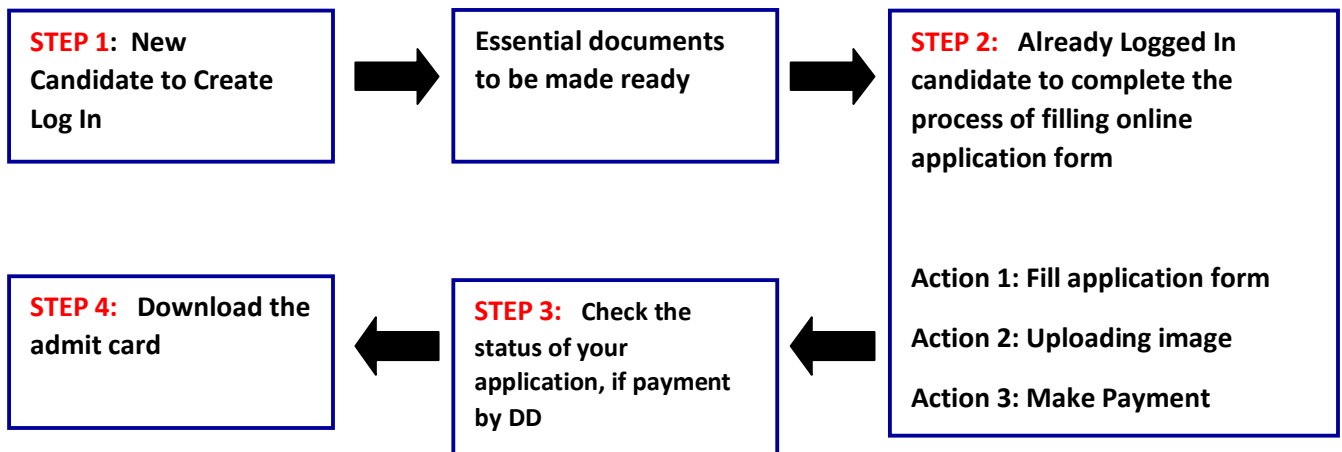 STEP 1: New
Candidate to Create
Log In
Essential documents
to be made ready
STEP 2: Already Logged In
candidate to complete the
process of filling online
application form
Action 1: Fill application form
Action 2: Uploading image
Action 3: Make Payment
STEP 3: Check the
status of your
application, if payment
by DD
STEP 4: Download the
admit card